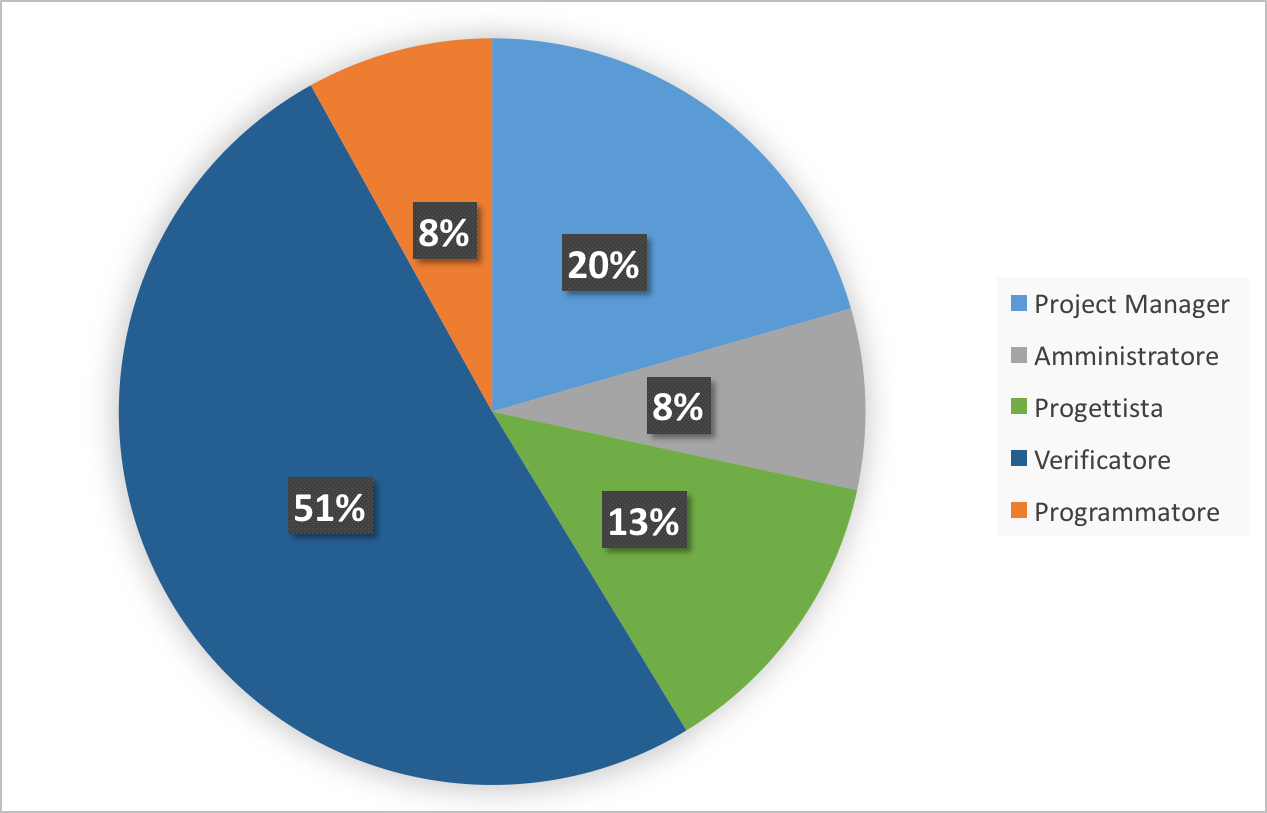 8%
20%
8%
51%
13%
Project Manager
Amministratore
Progettista
Verificatore
Programmatore